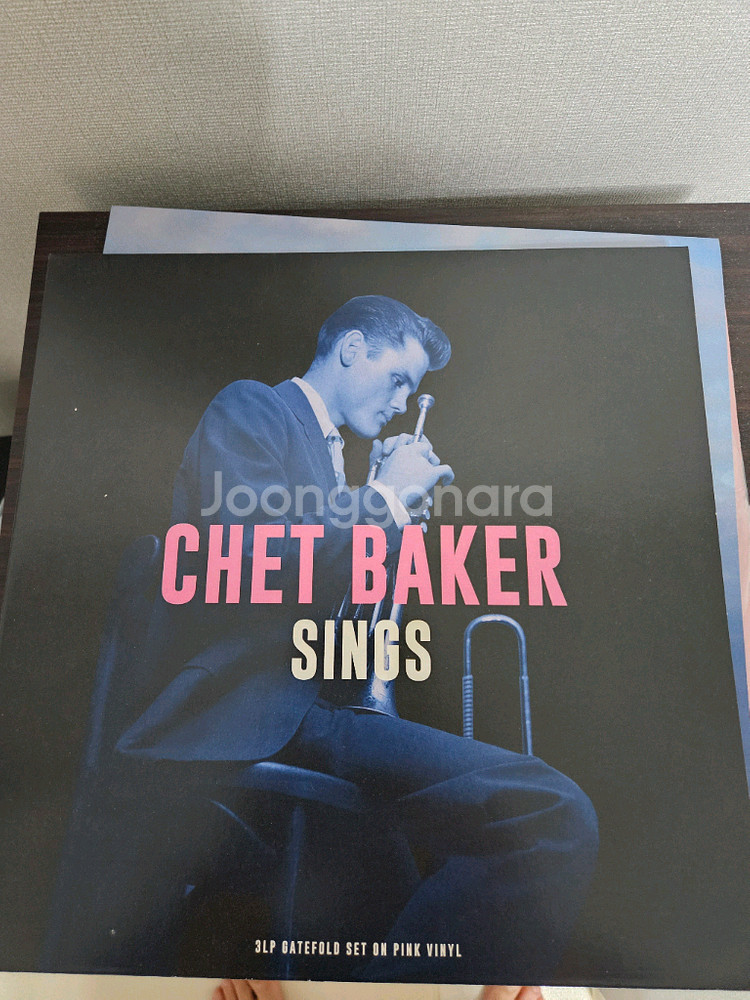 Joonggonara
CHET BAKER
SINGS
3LP GATEFOLD SET ON PINK VINYL